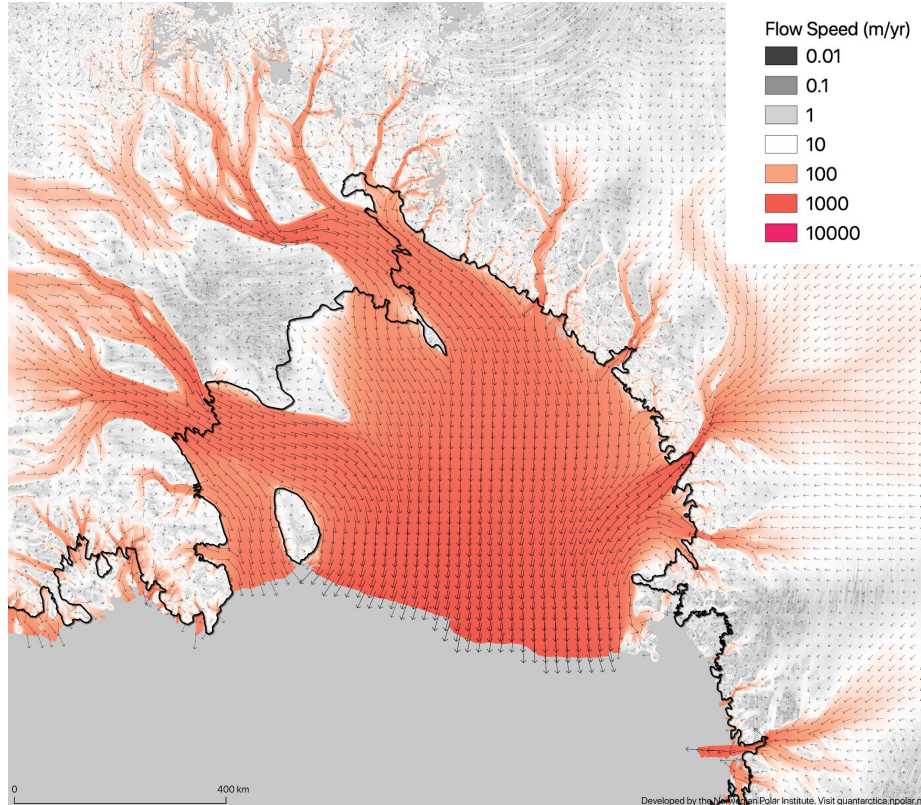 Flow Speed (m/yr)
0.01
0.1
1
10
100
1000
10000
0
400 km
Developed by the Norwegian Polar Institute. Visit quantarctica.npolar